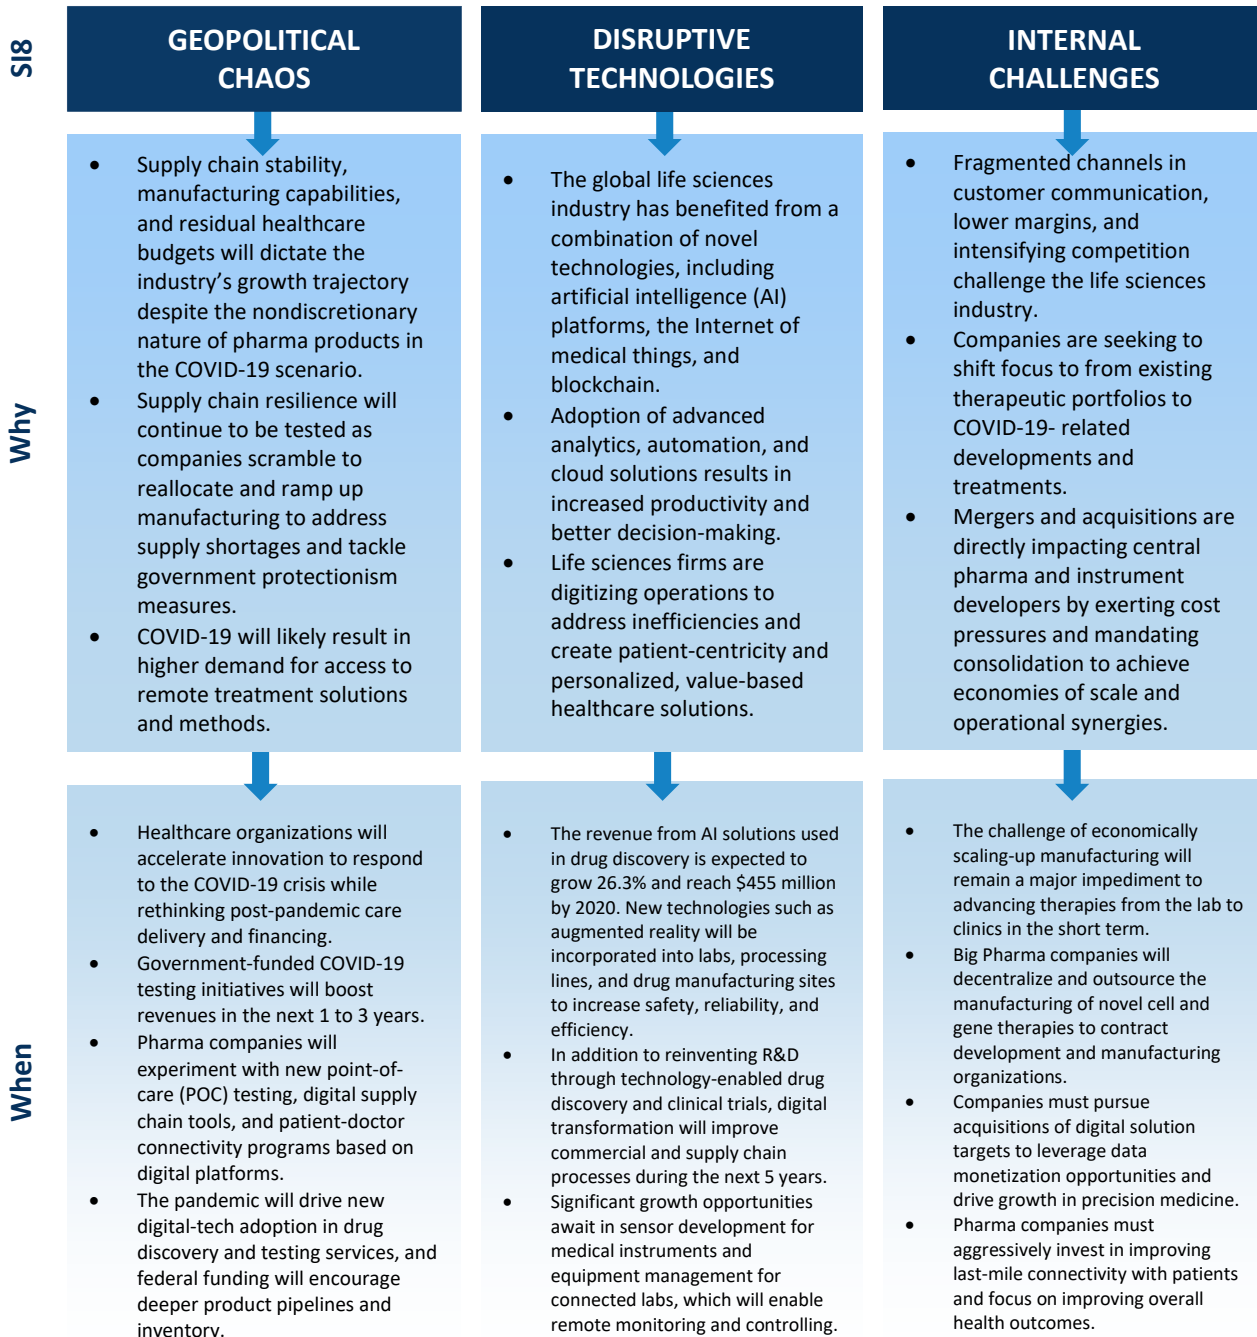 SI8
GEOPOLITICAL
CHAOS
DISRUPTIVE
TECHNOLOGIES
INTERNAL
CHALLENGES
Why
• Supply chain stability,
manufacturing capabilities,
and residual healthcare
budgets will dictate the
industry’s growth trajectory
despite the nondiscretionary
nature of pharma products in
the COVID-19 scenario.
• Supply chain resilience will
continue to be tested as
companies scramble to
reallocate and ramp up
manufacturing to address
supply shortages and tackle
government protectionism
measures.
• COVID-19 will likely result in
higher demand for access to
remote treatment solutions
and methods.
• The global life sciences
industry has benefited from a
combination of novel
technologies, including
artificial intelligence (AI)
platforms, the Internet of
medical things, and
blockchain.
• Adoption of advanced
analytics, automation, and
cloud solutions results in
increased productivity and
better decision-making.
• Life sciences firms are
digitizing operations to
address inefficiencies and
create patient-centricity and
personalized, value-based
healthcare solutions.
• Fragmented channels in
customer communication,
lower margins, and
intensifying competition
challenge the life sciences
industry.
• Companies are seeking to
shift focus to from existing
therapeutic portfolios to
COVID-19- related
developments and
treatments.
• Mergers and acquisitions are
directly impacting central
pharma and instrument
developers by exerting cost
pressures and mandating
consolidation to achieve
economies of scale and
operational synergies.
When
• Healthcare organizations will
accelerate innovation to respond
to the COVID-19 crisis while
rethinking post-pandemic care
delivery and financing.
• Government-funded COVID-19
testing initiatives will boost
revenues in the next 1 to 3 years.
• Pharma companies will
experiment with new point-of-
care (POC) testing, digital supply
chain tools, and patient-doctor
connectivity programs based on
digital platforms.
• The pandemic will drive new
digital-tech adoption in drug
discovery and testing services, and
federal funding will encourage
deeper product pipelines and
inventory.
• The revenue from AI solutions used
in drug discovery is expected to
grow 26.3% and reach $455 million
by 2020. New technologies such as
augmented reality will be
incorporated into labs, processing
lines, and drug manufacturing sites
to increase safety, reliability, and
efficiency.
• In addition to reinventing R&D
through technology-enabled drug
discovery and clinical trials, digital
transformation will improve
commercial and supply chain
processes during the next 5 years.
• Significant growth opportunities
await in sensor development for
medical instruments and
equipment management for
connected labs, which will enable
remote monitoring and controlling.
• The challenge of economically
scaling-up manufacturing will
remain a major impediment to
advancing therapies from the lab to
clinics in the short term.
• Big Pharma companies will
decentralize and outsource the
manufacturing of novel cell and
gene therapies to contract
development and manufacturing
organizations.
• Companies must pursue
acquisitions of digital solution
targets to leverage data
monetization opportunities and
drive growth in precision medicine.
• Pharma companies must
aggressively invest in improving
last-mile connectivity with patients
and focus on improving overall
health outcomes.